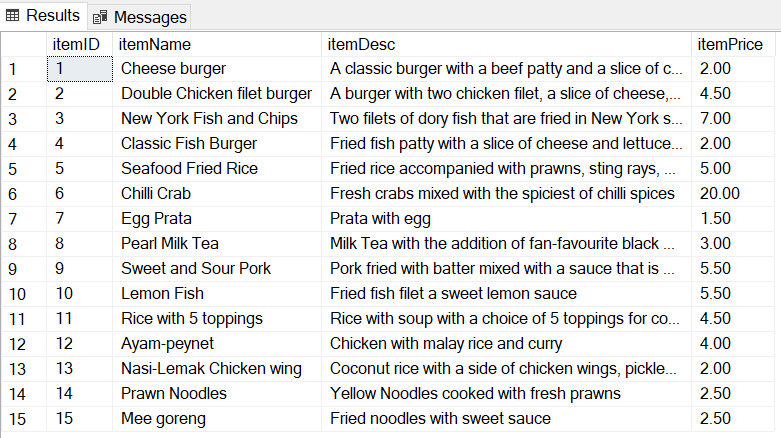 Results Messages
itemID itemName itemDesc itemPrice
1 1 Cheese burger A classic burger with a beef patty and a slice of c... 2.00
2 2 Double Chicken filet burger A burger with two chicken filet, a slice of cheese,... 4.50
3 3 New York Fish and Chips Two filets of dory fish that are fried in New York s... 7.00
4 4 Classic Fish Burger Fried fish patty with a slice of cheese and lettuce... 2.00
5 5 Seafood Fried Rice Fried rice accompanied with prawns, sting rays, ... 5.00
6 6 Chilli Crab Fresh crabs mixed with the spiciest of chilli spices 20.00
7 7 Egg Prata Prata with egg 1.50
8 8 Pearl Milk Tea Milk Tea with the addition of fan-favourite black ... 3.00
9 9 Sweet and Sour Pork Pork fried with batter mixed with a sauce that is ... 5.50
10 10 Lemon Fish Fried fish filet a sweet lemon sauce 5.50
11 11 Rice with 5 toppings Rice with soup with a choice of 5 toppings for co... 4.50
12 12 Ayam-peynet Chicken with malay rice and curry 4.00
13 13 Nasi-Lemak Chicken wing Coconut rice with a side of chicken wings, pickle... 2.00
14 14 Prawn Noodles Yellow Noodles cooked with fresh prawns 2.50
15 15 Mee goreng Fried noodles with sweet sauce 2.50